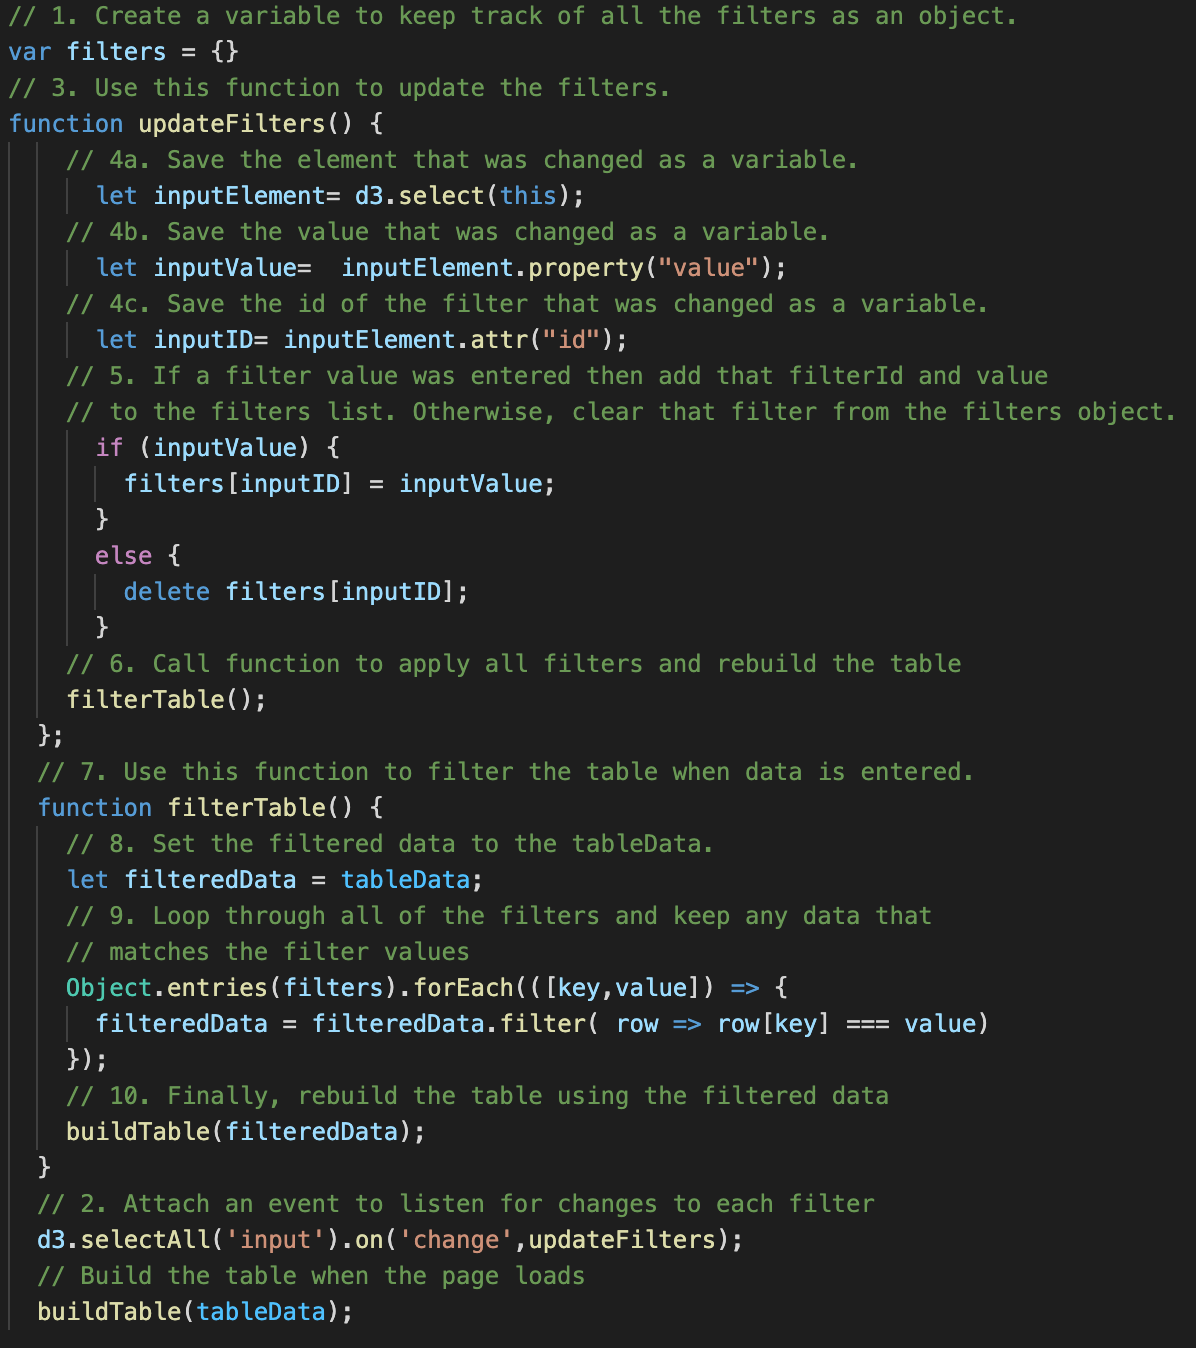 // 1. Create a variable to keep track of all the filters as an object.
var filters = {}
// 3. Use this function to update the filters.
function updateFilters() {
    // 4a. Save the element that was changed as a variable.
      let inputElement= d3.select(this);
    // 4b. Save the value that was changed as a variable.
      let inputValue=  inputElement.property("value");
    // 4c. Save the id of the filter that was changed as a variable.
      let inputID= inputElement.attr("id");
    // 5. If a filter value was entered then add that filterId and value
    // to the filters list. Otherwise, clear that filter from the filters object.
      if (inputValue) {
        filters[inputID] = inputValue;
      }
      else {
        delete filters[inputID];
      }
    // 6. Call function to apply all filters and rebuild the table
    filterTable();
  };
  // 7. Use this function to filter the table when data is entered.
  function filterTable() {
    // 8. Set the filtered data to the tableData.
    let filteredData = tableData;
    // 9. Loop through all of the filters and keep any data that
    // matches the filter values
    Object.entries(filters).forEach(([key,value]) => {
      filteredData = filteredData.filter( row => row[key] === value)
    });
    // 10. Finally, rebuild the table using the filtered data
    buildTable(filteredData);
  }
  // 2. Attach an event to listen for changes to each filter
  d3.selectAll('input').on('change',updateFilters);
  // Build the table when the page loads
  buildTable(tableData);